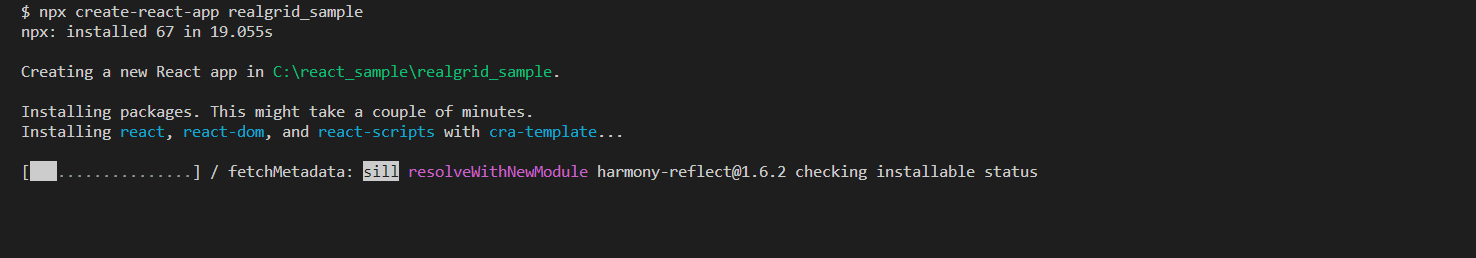 $ npx create-react-app realgrid_sample
npx: installed 67 in 19.055s
Creating a new React app in C:\react_sample\realgrid_sample.
Installing packages. This might take a couple of minutes.
Installing react, react-dom, and react-scripts with cra-template...
[   ...............] / fetchMetadata: sill resolveWithNewModule harmony-reflect@1.6.2 checking installable status